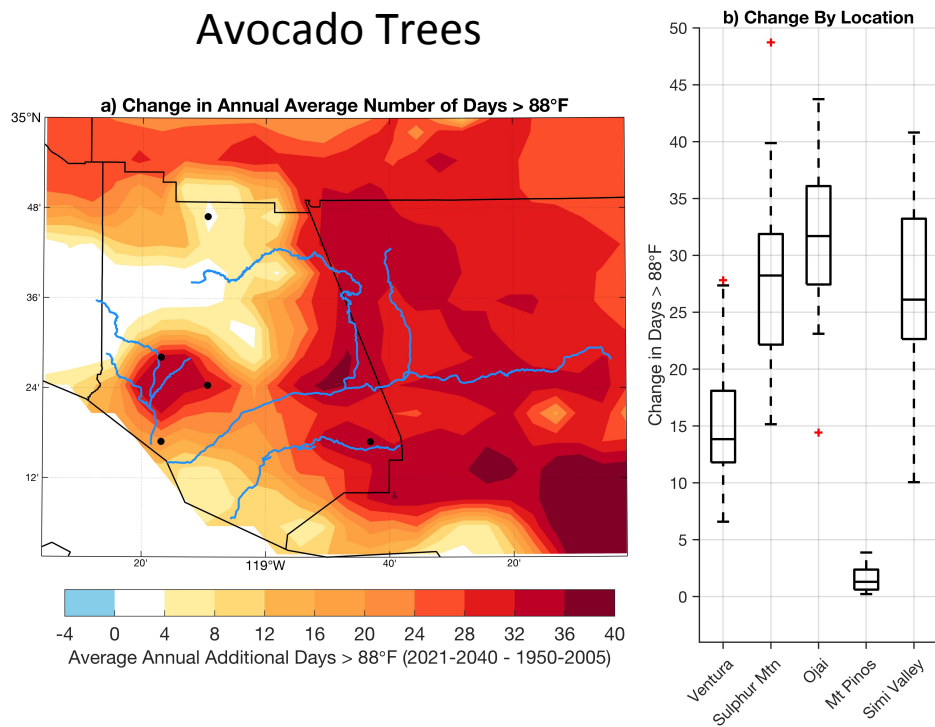 Avocado Trees
a) Change in Annual Average Number of Days > 88°F
35°N
48'
36'
24'
12'
20'
119°W
40'
20'
-4
0
4
8
12
16
20
24
28
32
36
40
Average Annual Additional Days > 88°F (2021-2040 - 1950-2005)
b) Change By Location
Change in Days > 88°F
50
45
40
35
30
25
20
15
10
5
0
Ventura
Sulphur Mtn
Ojai
Mt Pinos
Simi Valley